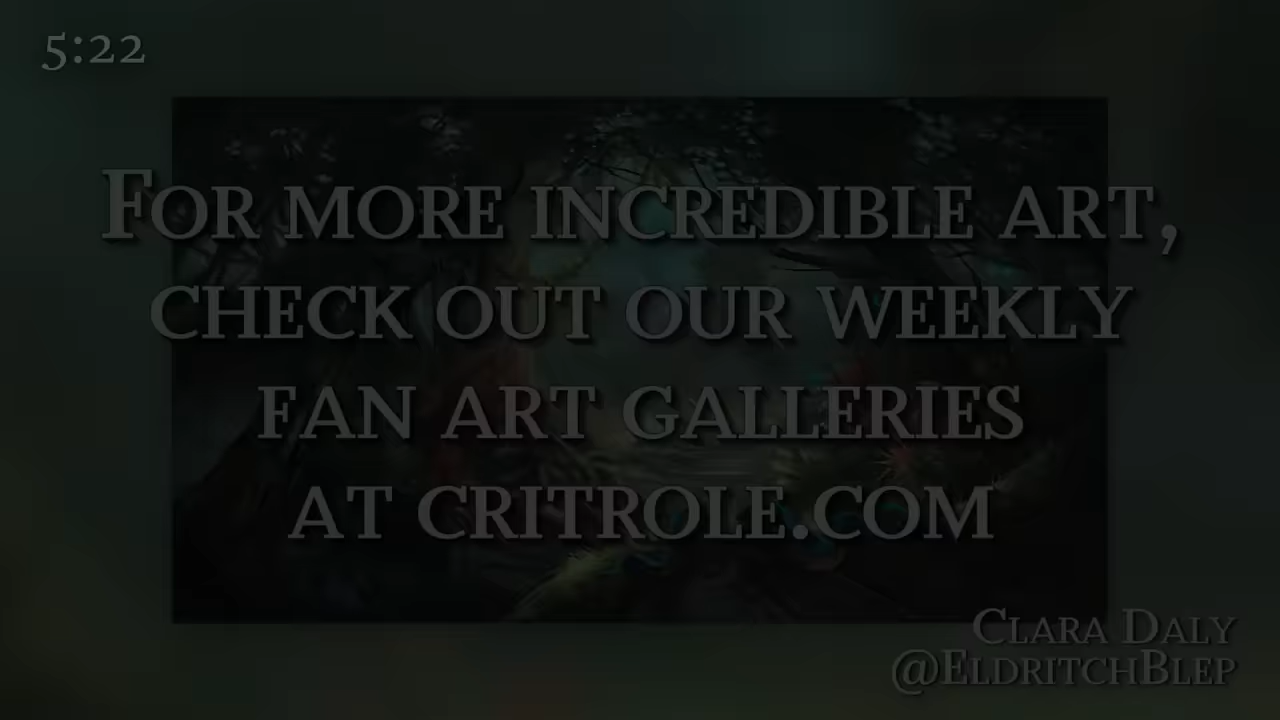 5:22
For more incredible art,
check out our weekly
fan art galleries
at critrole.com
Clara Daly
@EldritchBlep